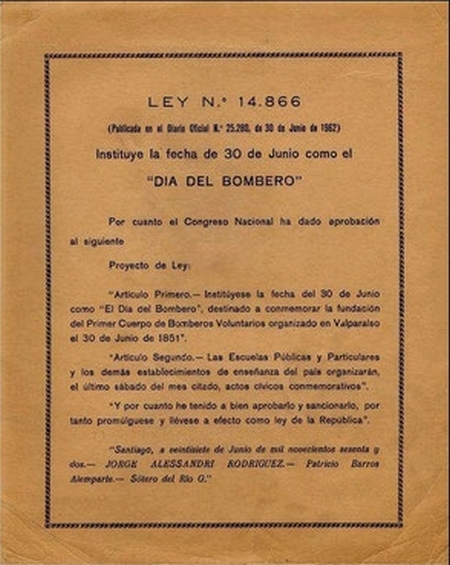 LEY N.º 14.866
(Publicada en el Diario Oficial N.º 25.280, de 30 de Junio de 1962)
Instituye la fecha de 30 de Junio como el
"DIA DEL BOMBERO"
Por cuanto el Congreso Nacional ha dado aprobación
al siguiente
Proyecto de Ley:
"Artículo Primero.— Institúyese la fecha del 30 de Junio
como "El Día del Bombero", destinado a conmemorar la fundación
del Primer Cuerpo de Bomberos Voluntarios organizado en Valparaíso
el 30 de Junio de 1851".
"Artículo Segundo.— Las Escuelas Públicas y Particulares
y los demás establecimientos de enseñanza del país organizarán,
el último sábado del mes citado, actos cívicos conmemorativos".
"Y por cuanto he tenido a bien aprobarlo y sancionarlo, por
tanto promúlguese y llévese a efecto como ley de la República".
"Santiago, a veintisiete de Junio de mil novecientos sesenta y
dos.— JORGE ALESSANDRI RODRIGUEZ.— Patricio Barros
Alemparte.— Sótero del Río G."